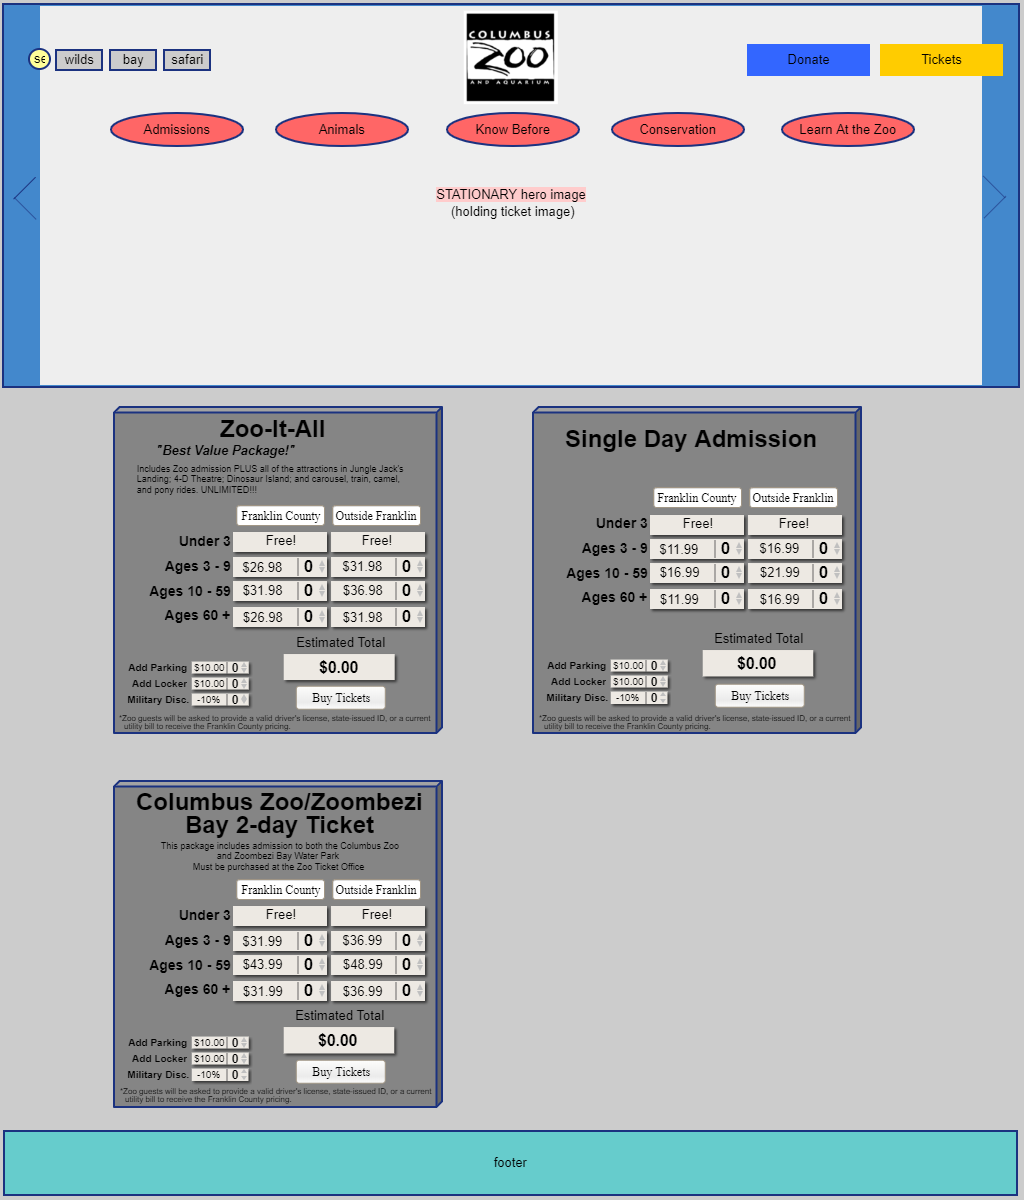 COLUMBUS
ZOO
AND AQUARIUM
se
wilds
bay
safari
Donate
Tickets
Admissions
Animals
Know Before
Conservation
Learn At the Zoo
STATIONARY hero image
(holding ticket image)
Zoo-It-All
"Best Value Package!"
Includes Zoo admission PLUS all of the attractions in Jungle Jack's
Landing; 4-D Theatre; Dinosaur Island; and carousel, train, camel,
and pony rides. UNLIMITED!!!
Franklin County Outside Franklin
Under 3 Free! Free!
Ages 3 - 9 $26.98 0 $31.98 0
Ages 10 - 59 $31.98 0 $36.98 0
Ages 60 + $26.98 0 $31.98 0
Estimated Total
$0.00
Add Parking $10.00 0
Add Locker $10.00 0
Military Disc. -10% 0
Buy Tickets
*Zoo guests will be asked to provide a valid driver's license, state-issued ID, or a current
utility bill to receive the Franklin County pricing.
Single Day Admission
Franklin County Outside Franklin
Under 3 Free! Free!
Ages 3 - 9 $11.99 0 $16.99 0
Ages 10 - 59 $16.99 0 $21.99 0
Ages 60 + $11.99 0 $16.99 0
Estimated Total
$0.00
Add Parking $10.00 0
Add Locker $10.00 0
Military Disc. -10% 0
Buy Tickets
*Zoo guests will be asked to provide a valid driver's license, state-issued ID, or a current
utility bill to receive the Franklin County pricing.
Columbus Zoo/Zoombezi
Bay 2-day Ticket
This package includes admission to both the Columbus Zoo
and Zoombezi Bay Water Park
Must be purchased at the Zoo Ticket Office
Franklin County Outside Franklin
Under 3 Free! Free!
Ages 3 - 9 $31.99 0 $36.99 0
Ages 10 - 59 $43.99 0 $48.99 0
Ages 60 + $31.99 0 $36.99 0
Estimated Total
$0.00
Add Parking $10.00 0
Add Locker $10.00 0
Military Disc. -10% 0
Buy Tickets
*Zoo guests will be asked to provide a valid driver's license, state-issued ID, or a current
utility bill to receive the Franklin County pricing.
footer